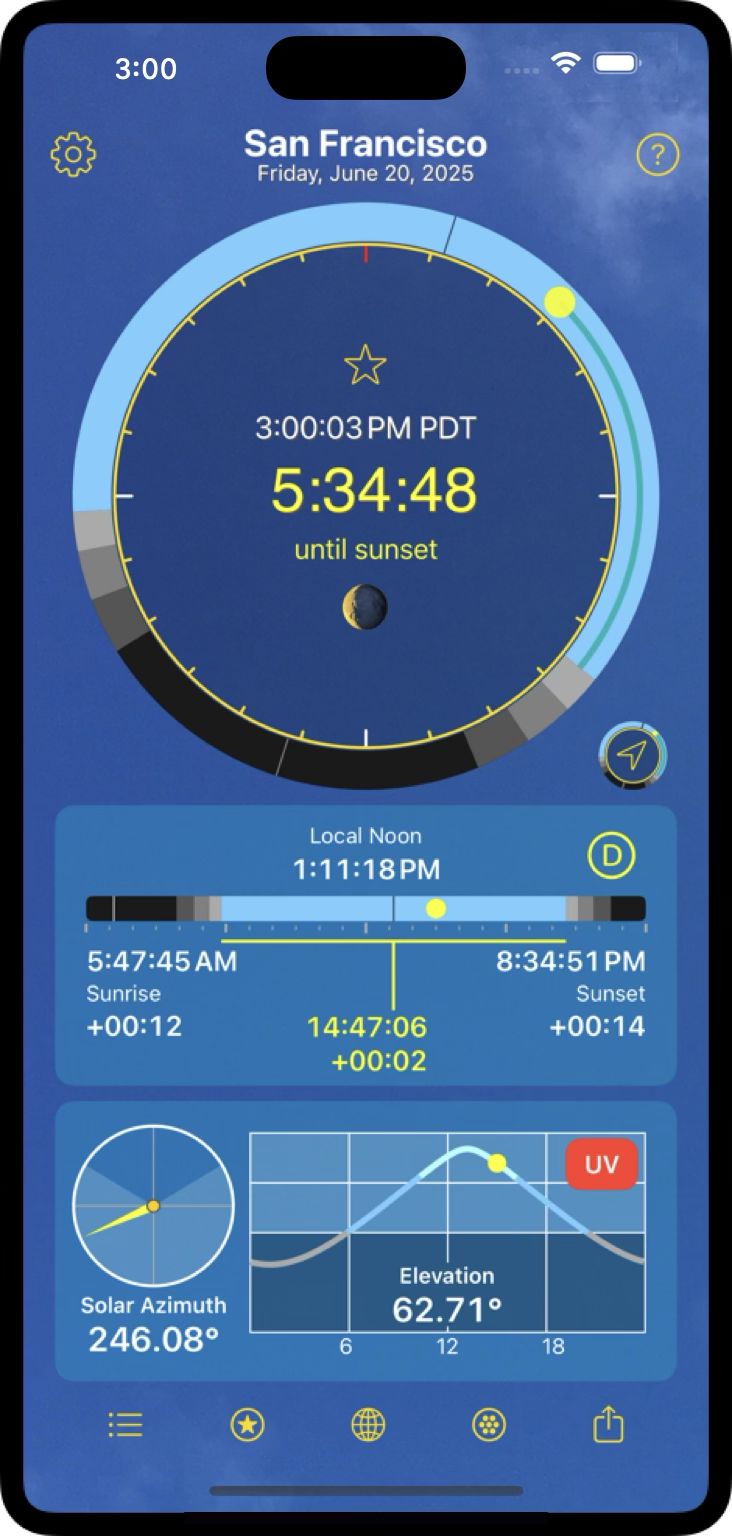 3:00
San Francisco
?
Friday, June 20, 2025
3:00:03 PM PDT
5:34:48
until sunset
Local Noon
1:11:18 PM
D
5:47:45 AM
8:34:51 PM
Sunrise
Sunset
+00:12
14:47:06
+00:14
+00:02
UV
Elevation
62.71°
Solar Azimuth
246.08°
6
12
18